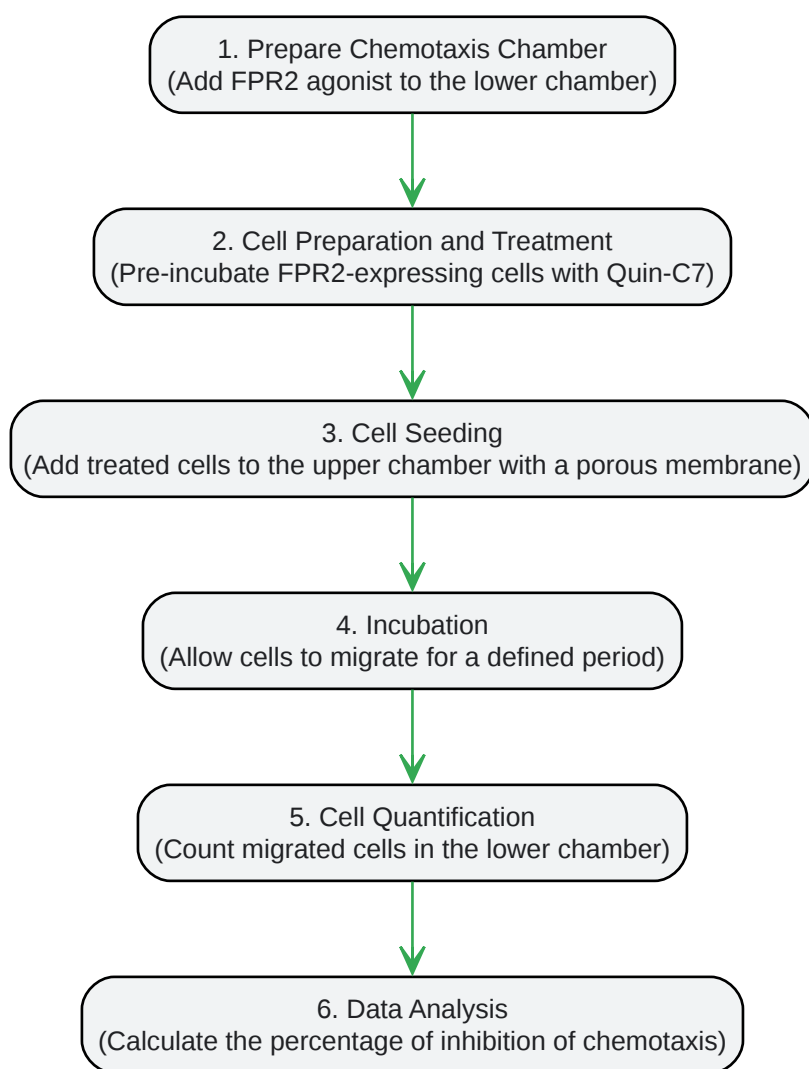 1. Prepare Chemotaxis Chamber
(Add FPR2 agonist to the lower chamber)
2. Cell Preparation and Treatment
(Pre-incubate FPR2-expressing cells with Quin-C7)
3. Cell Seeding
(Add treated cells to the upper chamber with a porous membrane)
4. Incubation
(Allow cells to migrate for a defined period)
5. Cell Quantification
(Count migrated cells in the lower chamber)
6. Data Analysis
(Calculate the percentage of inhibition of chemotaxis)